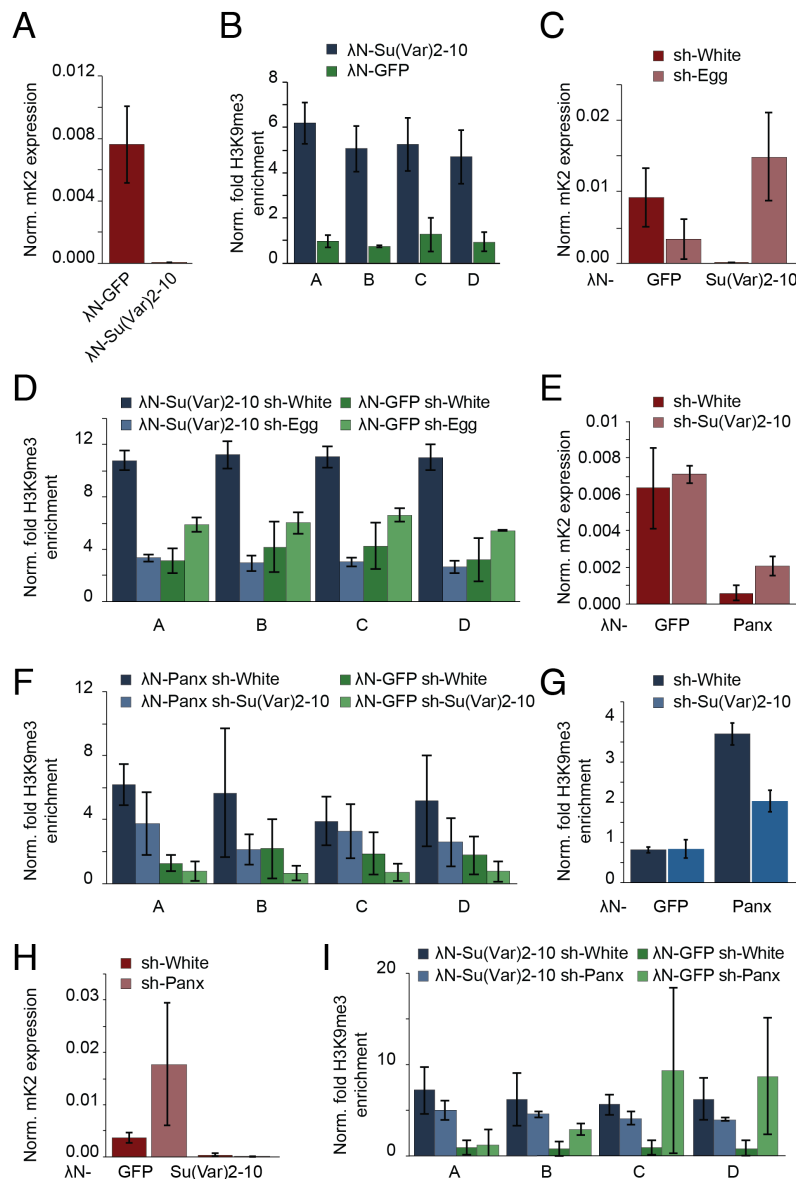 A
Norm. mK2 expression
0.012
0.008
0.004
0.000
λN-GFP
λN-Su(Var)2-10
B
λN-Su(Var)2-10
λN-GFP
Norm. fold H3K9me3
enrichment
8
6
4
2
0
A B C D
C
sh-White
sh-Egg
Norm. mK2 expression
0.02
0.01
0.00
λN- GFP Su(Var)2-10
D
λN-Su(Var)2-10 sh-White λN-GFP sh-White
λN-Su(Var)2-10 sh-Egg λN-GFP sh-Egg
Norm. fold H3K9me3
enrichment
12
8
4
0
A B C D
E
sh-White
sh-Su(Var)2-10
Norm. mK2 expression
0.01
0.008
0.006
0.004
0.002
0.000
λN- GFP Panx
F
λN-Panx sh-White λN-GFP sh-White
λN-Panx sh-Su(Var)2-10 λN-GFP sh-Su(Var)2-10
Norm. fold H3K9me3
enrichment
12
8
4
0
A B C D
G
sh-White
sh-Su(Var)2-10
Norm. fold H3K9me3
enrichment
4
3
2
1
0
λN- GFP Panx
H
sh-White
sh-Panx
Norm. mK2 expression
0.03
0.02
0.01
0.00
λN- GFP Su(Var)2-10
I
λN-Su(Var)2-10 sh-White λN-GFP sh-White
λN-Su(Var)2-10 sh-Panx λN-GFP sh-Panx
Norm. fold H3K9me3
enrichment
20
10
0
A B C D